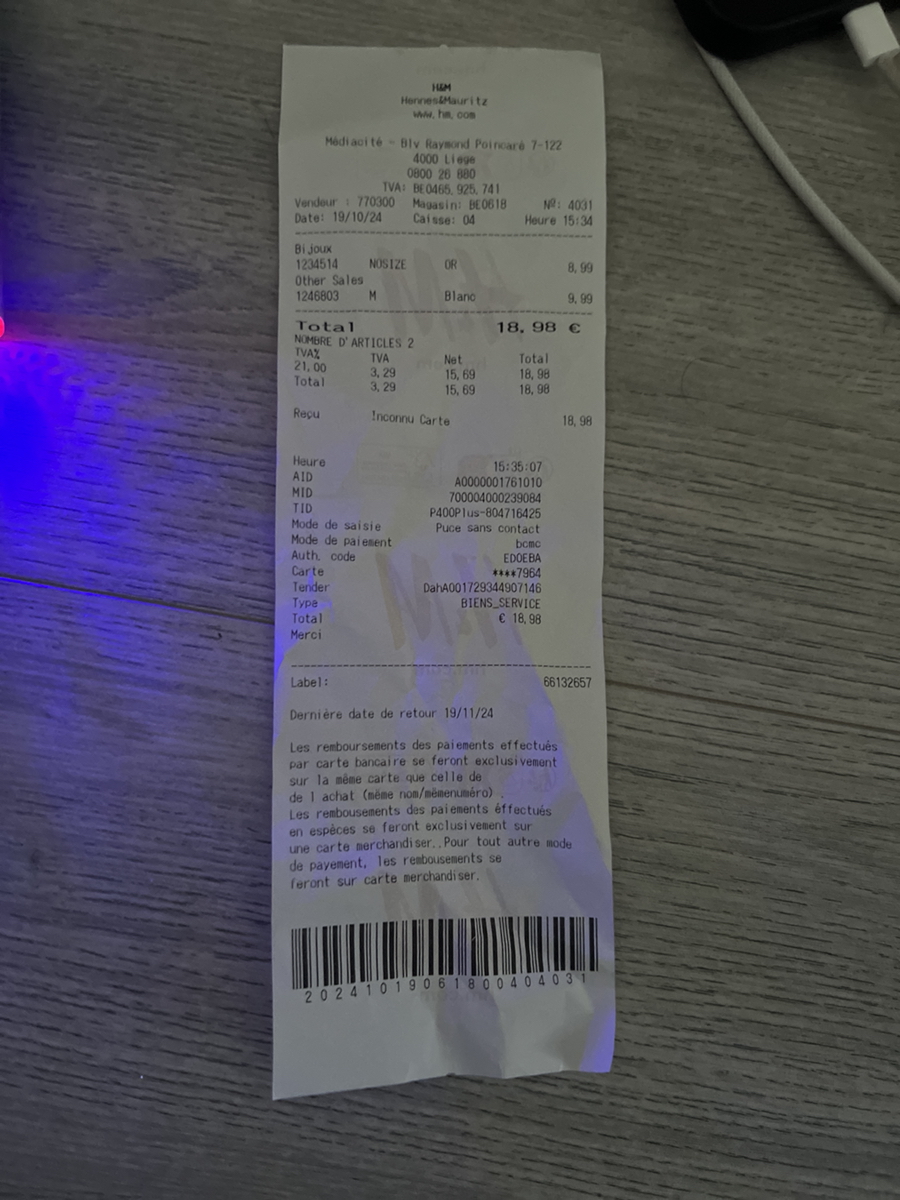 H&M
Hennes&Mauritz
www.hm.com
Médiacité - Blv Raymond Poincaré 7-122
4000 Liege
0800 26 880
TVA: BE0465.925.741
Vendeur : 770300 Magasin: BE0618 Nº: 4031
Date: 19/10/24 Caisse: 04 Heure 15:34
Bijoux
1234514 NOSIZE OR 8,99
Other Sales
1246803 M Blanc 9,99
Total 18,98 €
NOMBRE D'ARTICLES 2
TVA% TVA Net Total
21,00 3,29 15,69 18,98
Total 3,29 15,69 18,98
Reçu Inconnu Carte 18,98
Heure 15:35:07
AID A0000001761010
MID 700004000239084
TID P400Plus-804716425
Mode de saisie Puce sans contact
Mode de paiement bcmc
Auth. code EDOEBA
Carte ****7964
Tender DahA001729344907146
Type BIENS_SERVICE
Total € 18,98
Merci
Label: 66132657
Dernière date de retour 19/11/24
Les remboursements des paiements effectués
par carte bancaire se feront exclusivement
sur la même carte que celle de
de l achat (même nom/mêmenuméro) .
Les rembousements des paiements éffectués
en espèces se feront exclusivement sur
une carte merchandiser..Pour tout autre mode
de payement, les rembousements se
feront sur carte merchandiser.
20241019061800404031